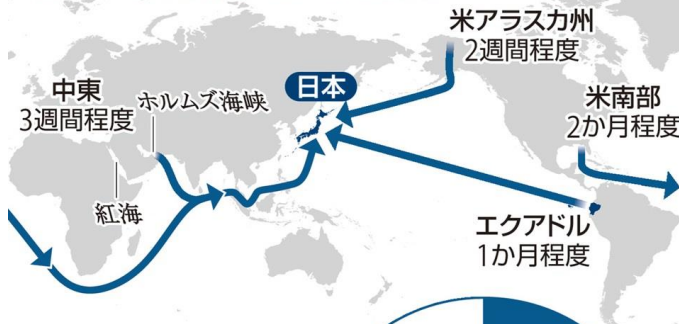 米アラスカ州
2週間程度
日本
中東
3週間程度
ホルムズ海峡
米南部
2か月程度
紅海
エクアドル
1か月程度